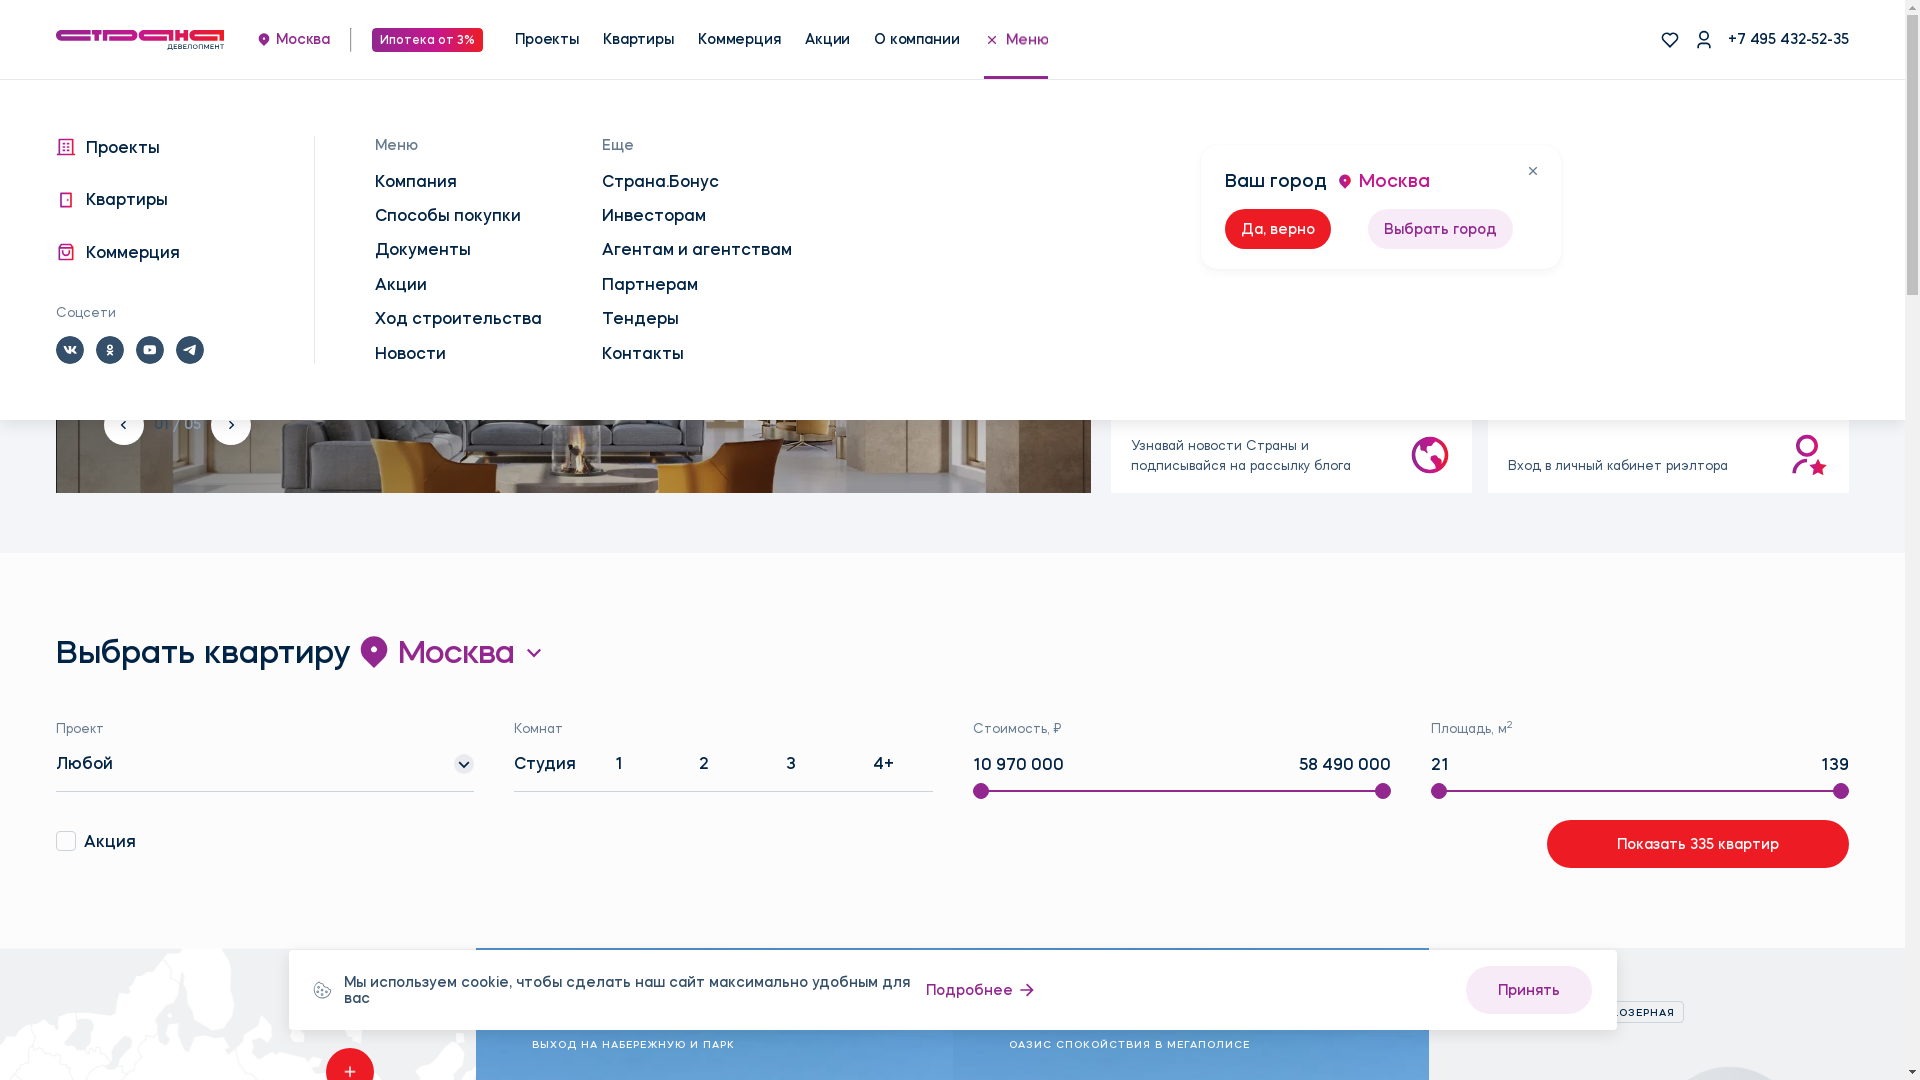 СТРАНА
ДЕВЕЛОПМЕНТ
Москва
Ипотека от 3%
Проекты
Квартиры
Коммерция
Акции
О компании
Меню
+7 495 432-52-35
Проекты
Квартиры
Коммерция
Соцсети
Меню
Компания
Способы покупки
Документы
Акции
Ход строительства
Новости
Еще
Страна.Бонус
Инвесторам
Агентам и агентствам
Партнерам
Тендеры
Контакты
Ваш город Москва
Да, верно
Выбрать город
01 / 05
Узнавай новости Страны и
подписывайся на рассылку блога
Вход в личный кабинет риэлтора
Выбрать квартиру Москва
Проект
Любой
Комнат
Студия 1 2 3 4+
Стоимость, ₽
10 970 000 58 490 000
Площадь, м2
21 139
Акция
Показать 335 квартир
Мы используем cookie, чтобы сделать наш сайт максимально удобным для
вас
Подробнее
Принять
ОЗЕРНАЯ
ВЫХОД НА НАБЕРЕЖНУЮ И ПАРК
ОАЗИС СПОКОЙСТВИЯ В МЕГАПОЛИСЕ